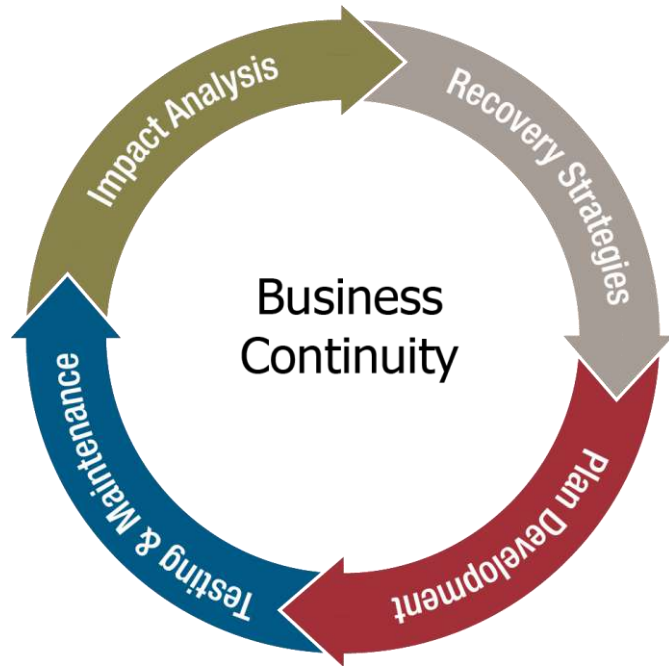 Impact Analysis
Recovery Strategies
Business
Continuity
Plan Development
Testing & Maintenance